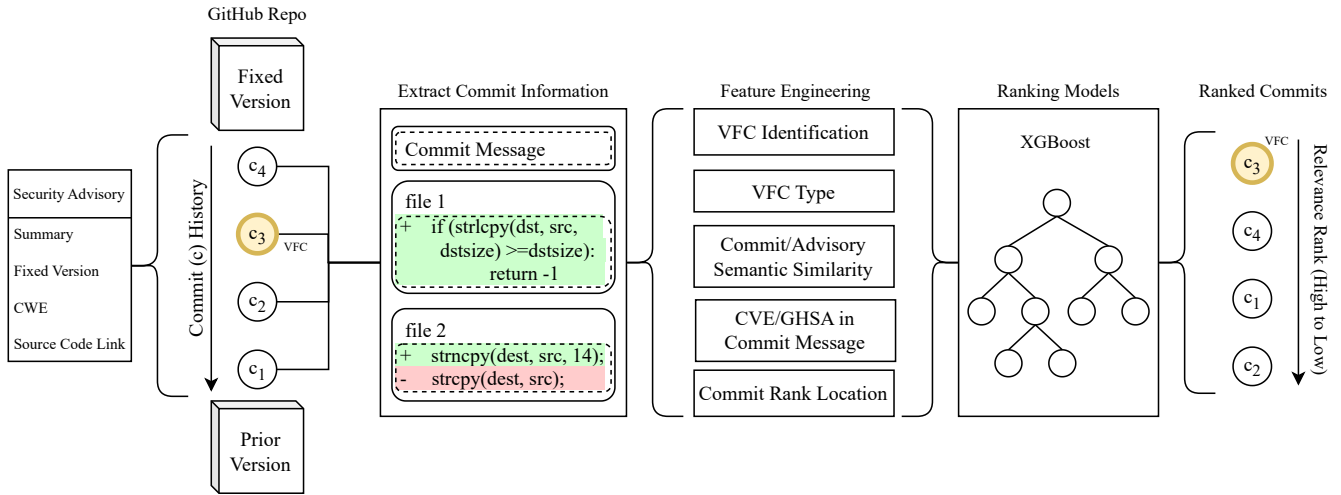 GitHub Repo
Fixed
Version
Security Advisory
Summary
Fixed Version
CWE
Source Code Link
Commit (c) History
c4
c3
VFC
c2
c1
Prior
Version
Extract Commit Information
Commit Message
file 1
+ if (strlcpy(dst, src,
dstsize) >=dstsize):
return -1
file 2
+ strncpy(dest, src, 14);
- strcpy(dest, src);
Feature Engineering
VFC Identification
VFC Type
Commit/Advisory
Semantic Similarity
CVE/GHSA in
Commit Message
Commit Rank Location
Ranking Models
XGBoost
Ranked Commits
c3
VFC
c4
c1
c2
Relevance Rank (High to Low)